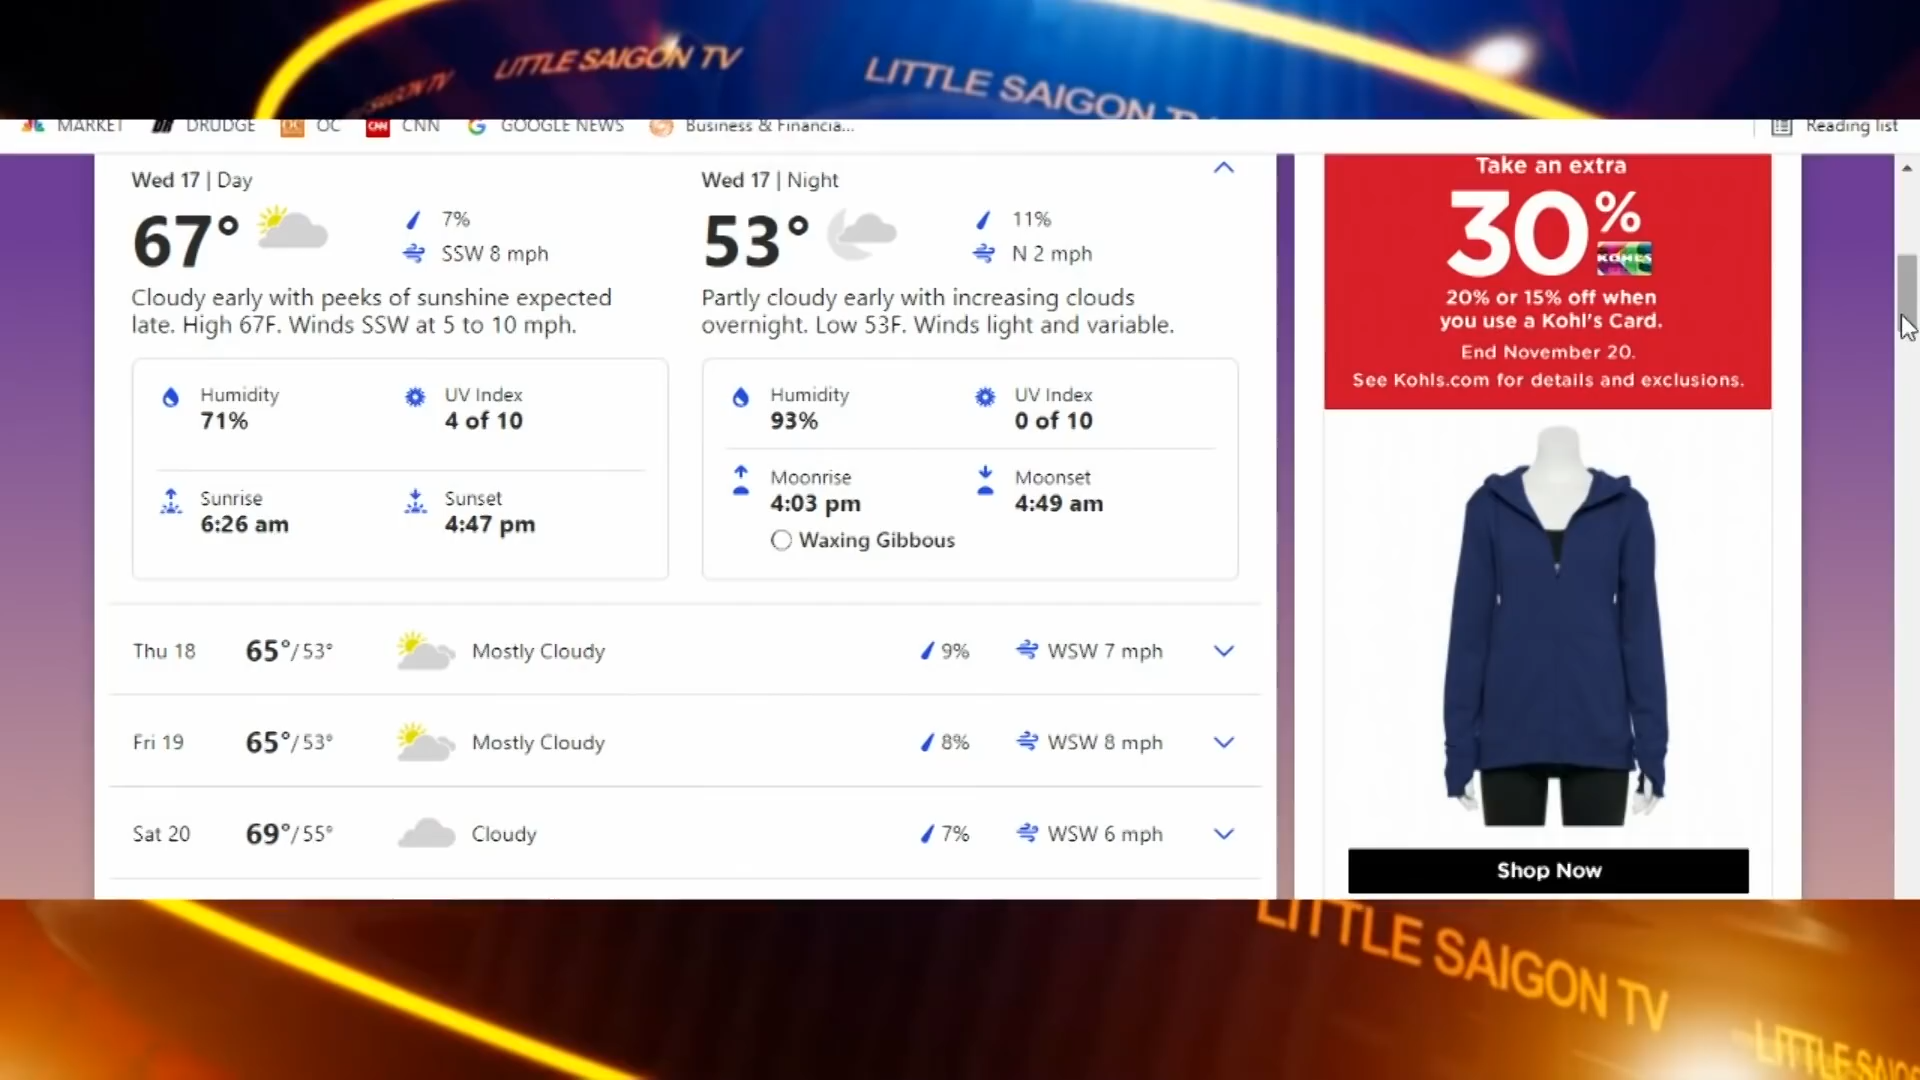 LITTLE SAIGON TV
LITTLE SAIGON TV
SAIGON TV
MARKET DRUDGE OC OC CNN CNN GOOGLE NEWS Business & Financia... Reading list
Wed 17 | Day
67°
7%
SSW 8 mph
Cloudy early with peeks of sunshine expected
late. High 67F. Winds SSW at 5 to 10 mph.
Humidity
71%
UV Index
4 of 10
Sunrise
6:26 am
Sunset
4:47 pm
Wed 17 | Night
53°
11%
N 2 mph
Partly cloudy early with increasing clouds
overnight. Low 53F. Winds light and variable.
Humidity
93%
UV Index
0 of 10
Moonrise
4:03 pm
Moonset
4:49 am
Waxing Gibbous
Thu 18 65°/53° Mostly Cloudy 9% WSW 7 mph
Fri 19 65°/53° Mostly Cloudy 8% WSW 8 mph
Sat 20 69°/55° Cloudy 7% WSW 6 mph
Take an extra
30%
KOHL'S
20% or 15% off when
you use a Kohl's Card.
End November 20.
See Kohls.com for details and exclusions.
Shop Now
LITTLE SAIGON TV
LITTLE SAIGO